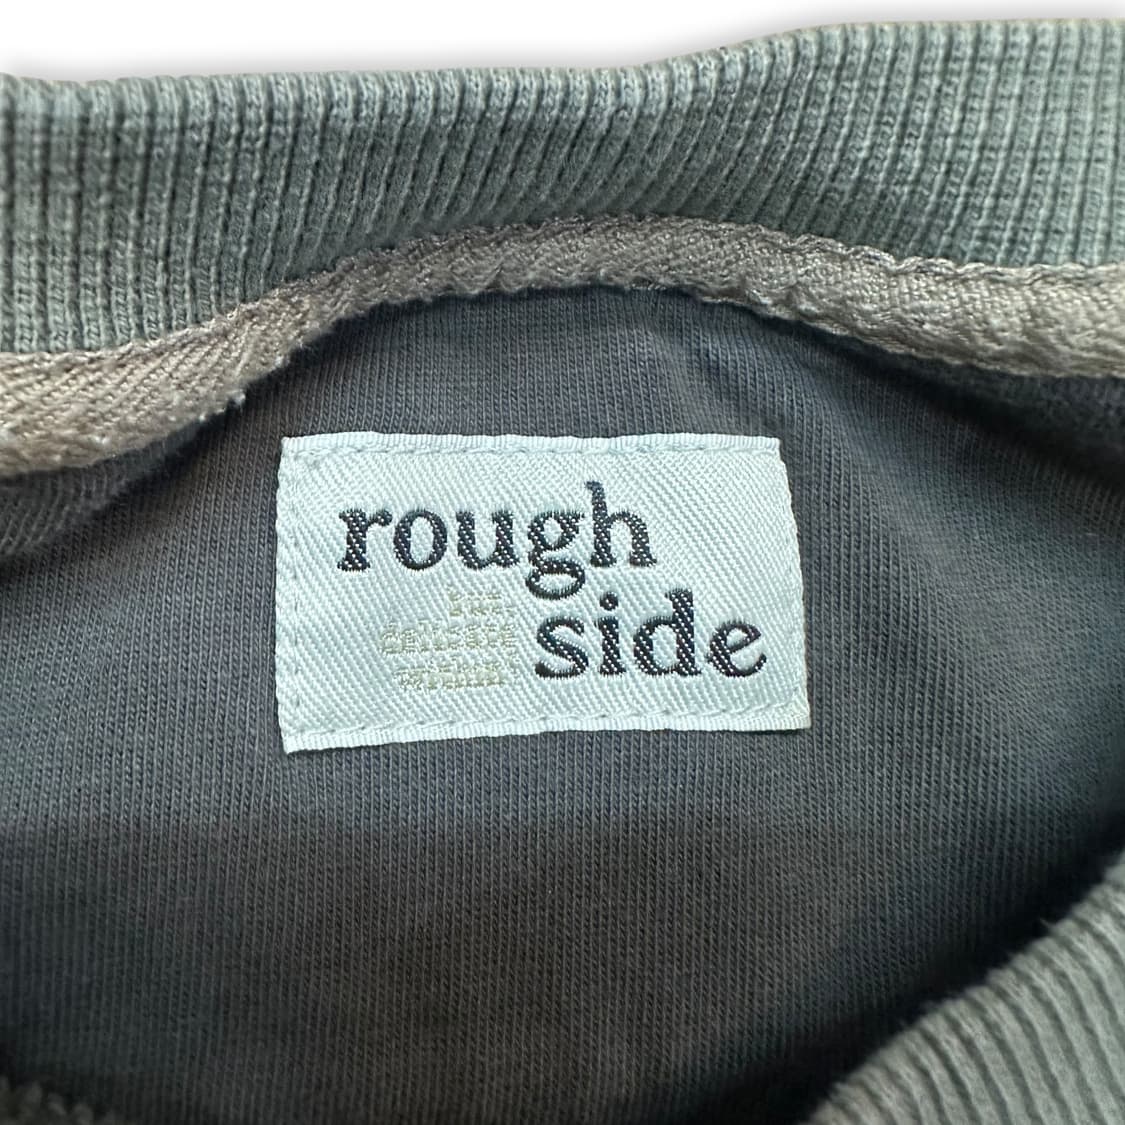 rough
but.
delicate
within
side